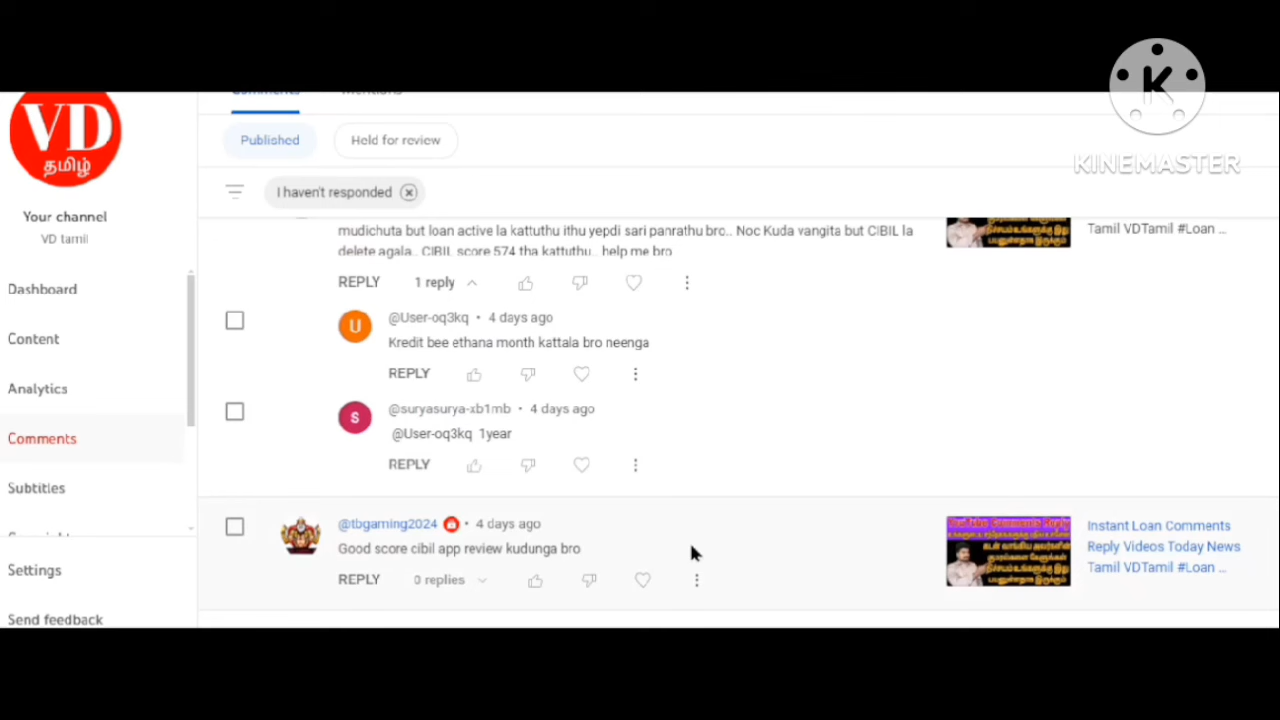 KINEMASTER
VD
தமிழ்
Your channel
VD tamil
Dashboard
Content
Analytics
Comments
Subtitles
Settings
Send feedback
Comments
Mentions
Published
Held for review
I haven't responded
mudichuta but loan active la kattuthu ithu yepdi sari panrathu bro.. Noc Kuda vangita but CIBIL la
delete agala.. CIBIL score 574 tha kattuthu.. help me bro
REPLY 1 reply
Tamil VDTamil #Loan ...
@User-oq3kq • 4 days ago
Kredit bee ethana month kattala bro neenga
REPLY
@suryasurya-xb1mb • 4 days ago
@User-oq3kq 1year
REPLY
@tbgaming2024 • 4 days ago
Good score cibil app review kudunga bro
REPLY 0 replies
YouTube Comments Reply
Instant Loan Comments
Reply Videos Today News
Tamil VDTamil #Loan ...
U
S